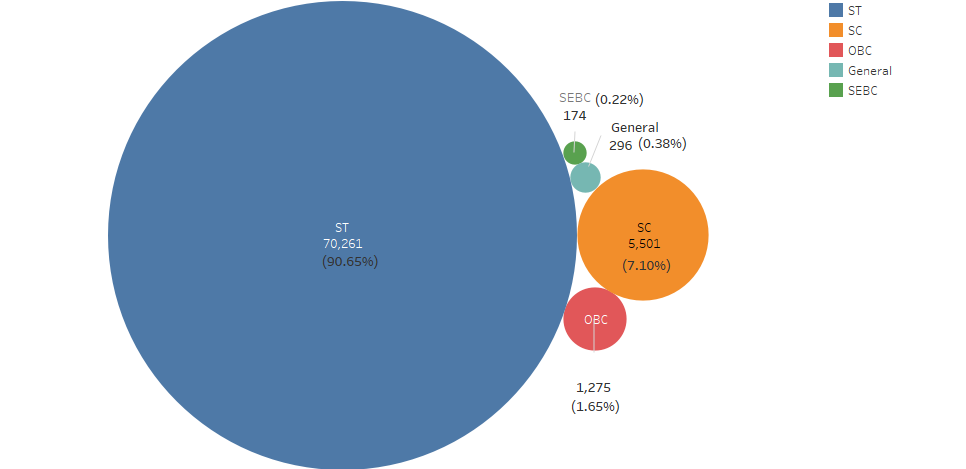 ST
SC
OBC
General
SEBC
SEBC (0.22%)
174
General
296 (0.38%)
ST
70,261
(90.65%)
SC
5,501
(7.10%)
OBC
1,275
(1.65%)